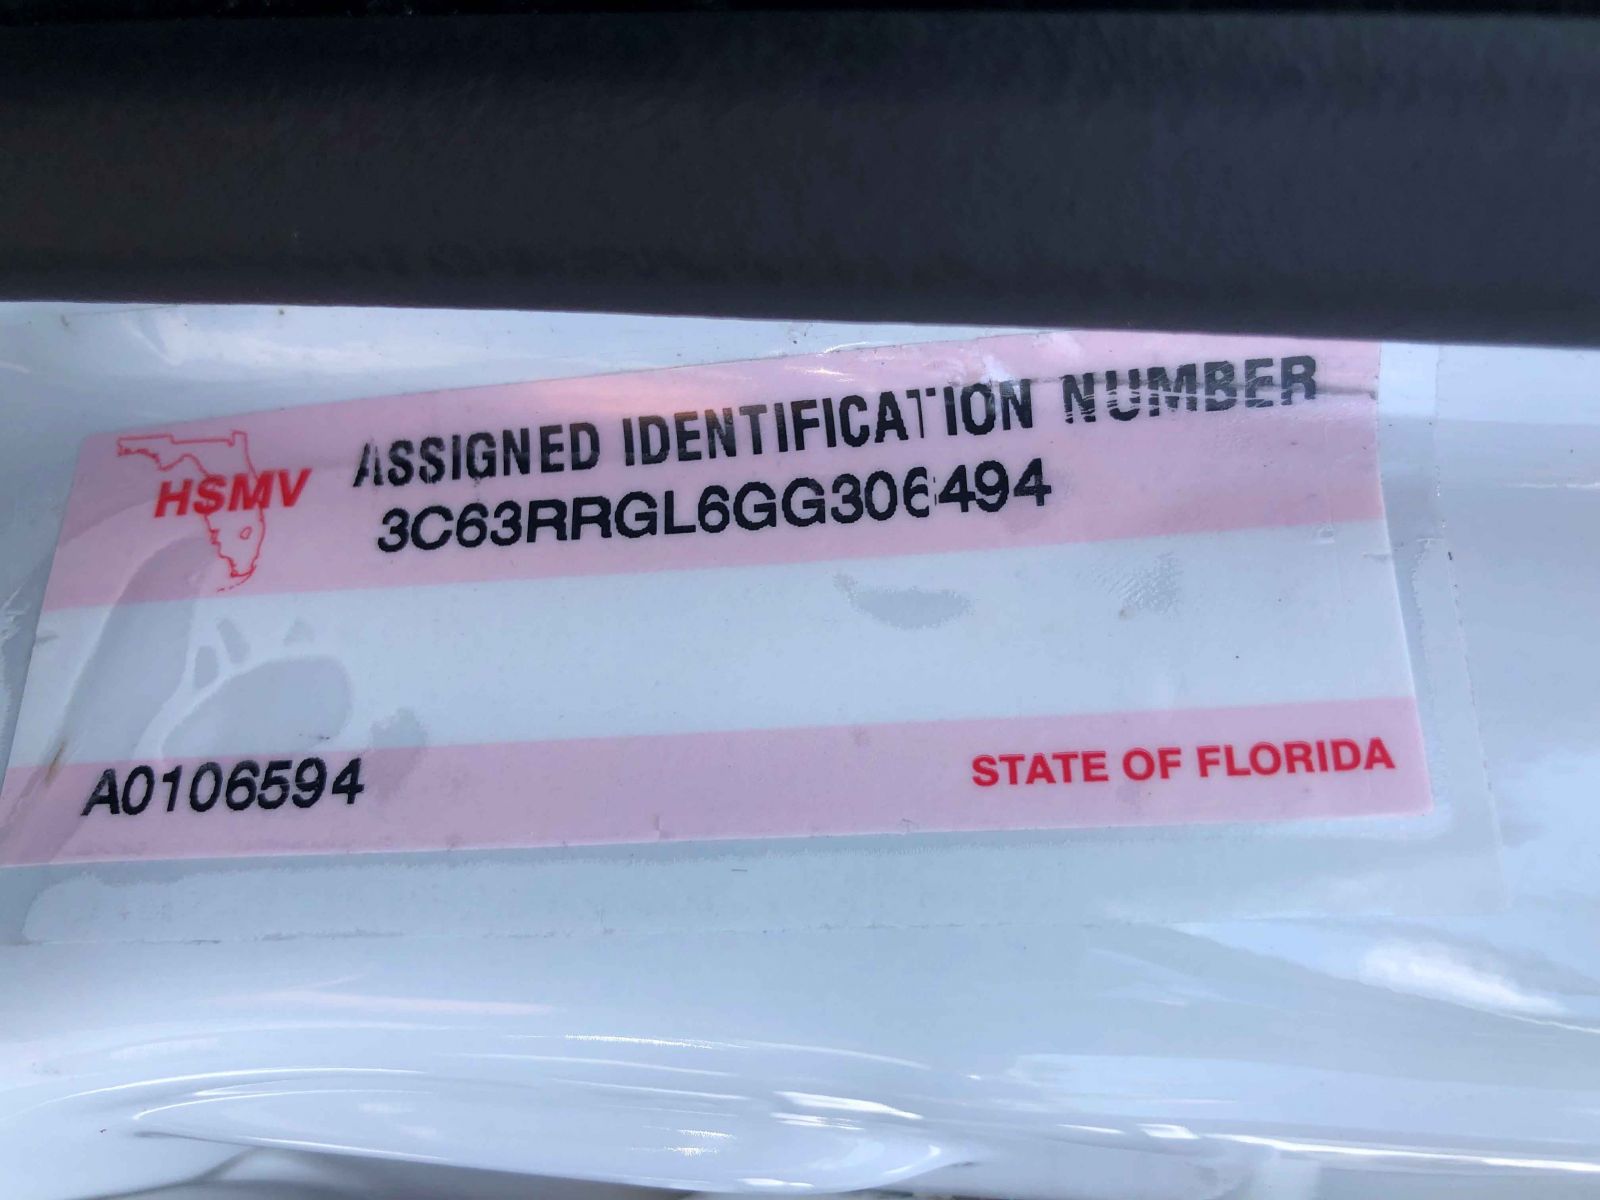 HSMV
ASSIGNED IDENTIFICATION NUMBER
3C63RRGL6GG306494
A0106594
STATE OF FLORIDA